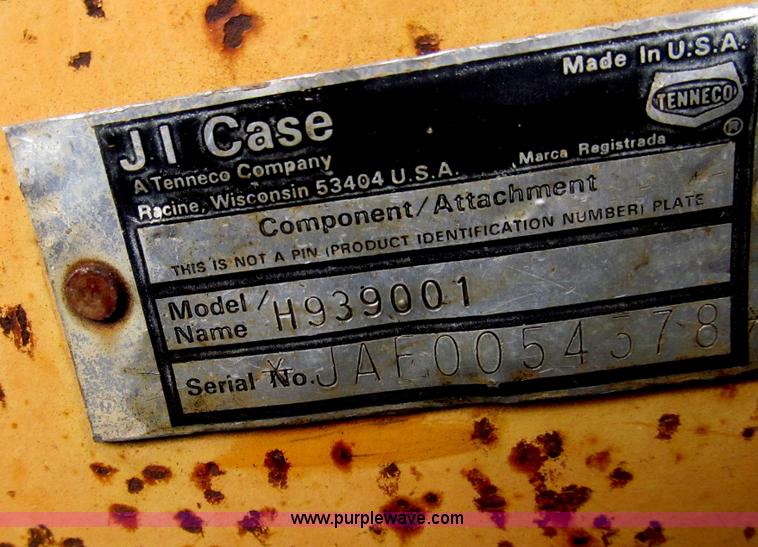 Made In U.S.A.
TENNECO
®
J I Case
A Tenneco Company
Racine, Wisconsin 53404 U.S.A.
Marca Registrada
Component/Attachment
THIS IS NOT A PIN (PRODUCT IDENTIFICATION NUMBER) PLATE
Model/ Name H939001
Serial No.
www.purplewave.com